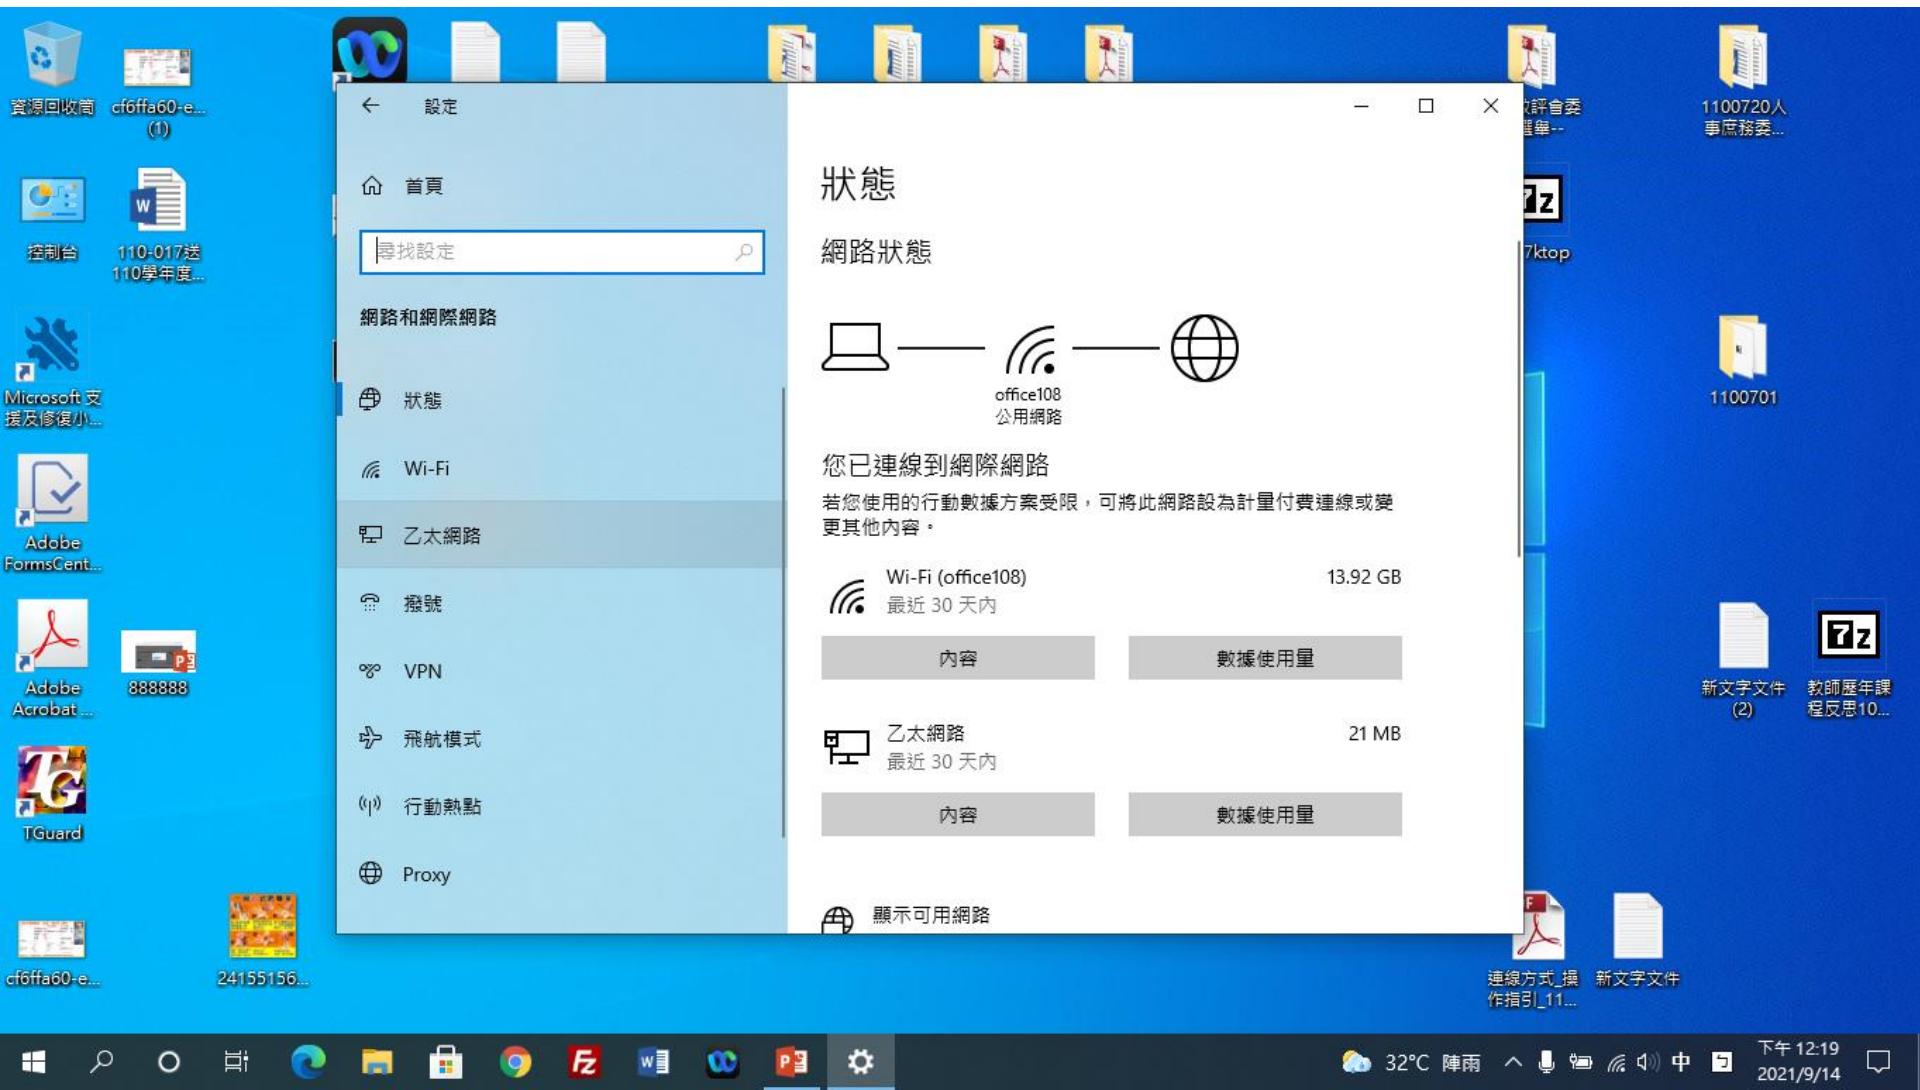 資源回收筒
cf6ffa60-e...
(1)
控制台
110-017送
110學年度...
Microsoft 支
援及修復小...
Adobe
FormsCent...
Adobe
Acrobat ...
888888
TGuard
cf6ffa60-e...
24155156...
設定
首頁
尋找設定
網路和網際網路
狀態
Wi-Fi
乙太網路
撥號
VPN
飛航模式
行動熱點
Proxy
狀態
網路狀態
office108
公用網路
您已連線到網際網路
若您使用的行動數據方案受限，可將此網路設為計量付費連線或變
更其他內容。
Wi-Fi (office108)
13.92 GB
最近 30 天內
內容
數據使用量
乙太網路
21 MB
最近 30 天內
內容
數據使用量
顯示可用網路
評會委
選舉--
1100720人
事庶務委...
7z
7ktop
1100701
新文字文件
(2)
7z
教師歷年課
程反思10...
連線方式_操
作指引_11...
新文字文件
32°C 陣雨
中
下午 12:19
2021/9/14